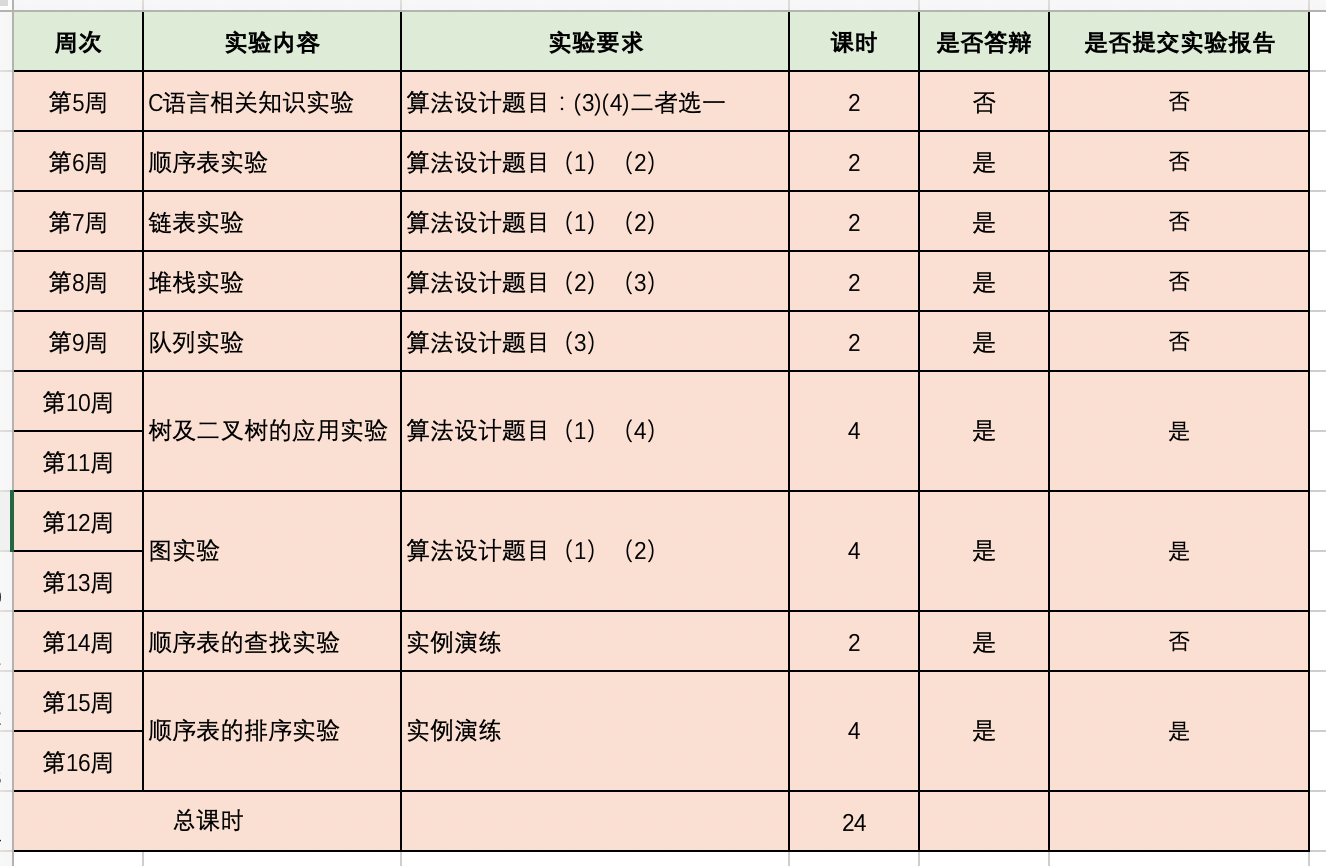 周次 实验内容 实验要求 课时 是否答辩 是否提交实验报告
第5周 C语言相关知识实验 算法设计题目：(3)(4)二者选一 2 否 否
第6周 顺序表实验 算法设计题目（1）（2） 2 是 否
第7周 链表实验 算法设计题目（1）（2） 2 是 否
第8周 堆栈实验 算法设计题目（2）（3） 2 是 否
第9周 队列实验 算法设计题目（3） 2 是 否
第10周
树及二叉树的应用实验 算法设计题目（1）（4） 4 是 是
第11周
第12周
图实验 算法设计题目（1）（2） 4 是 是
第13周
第14周 顺序表的查找实验 实例演练 2 是 否
第15周
顺序表的排序实验 实例演练 4 是 是
第16周
总课时 24